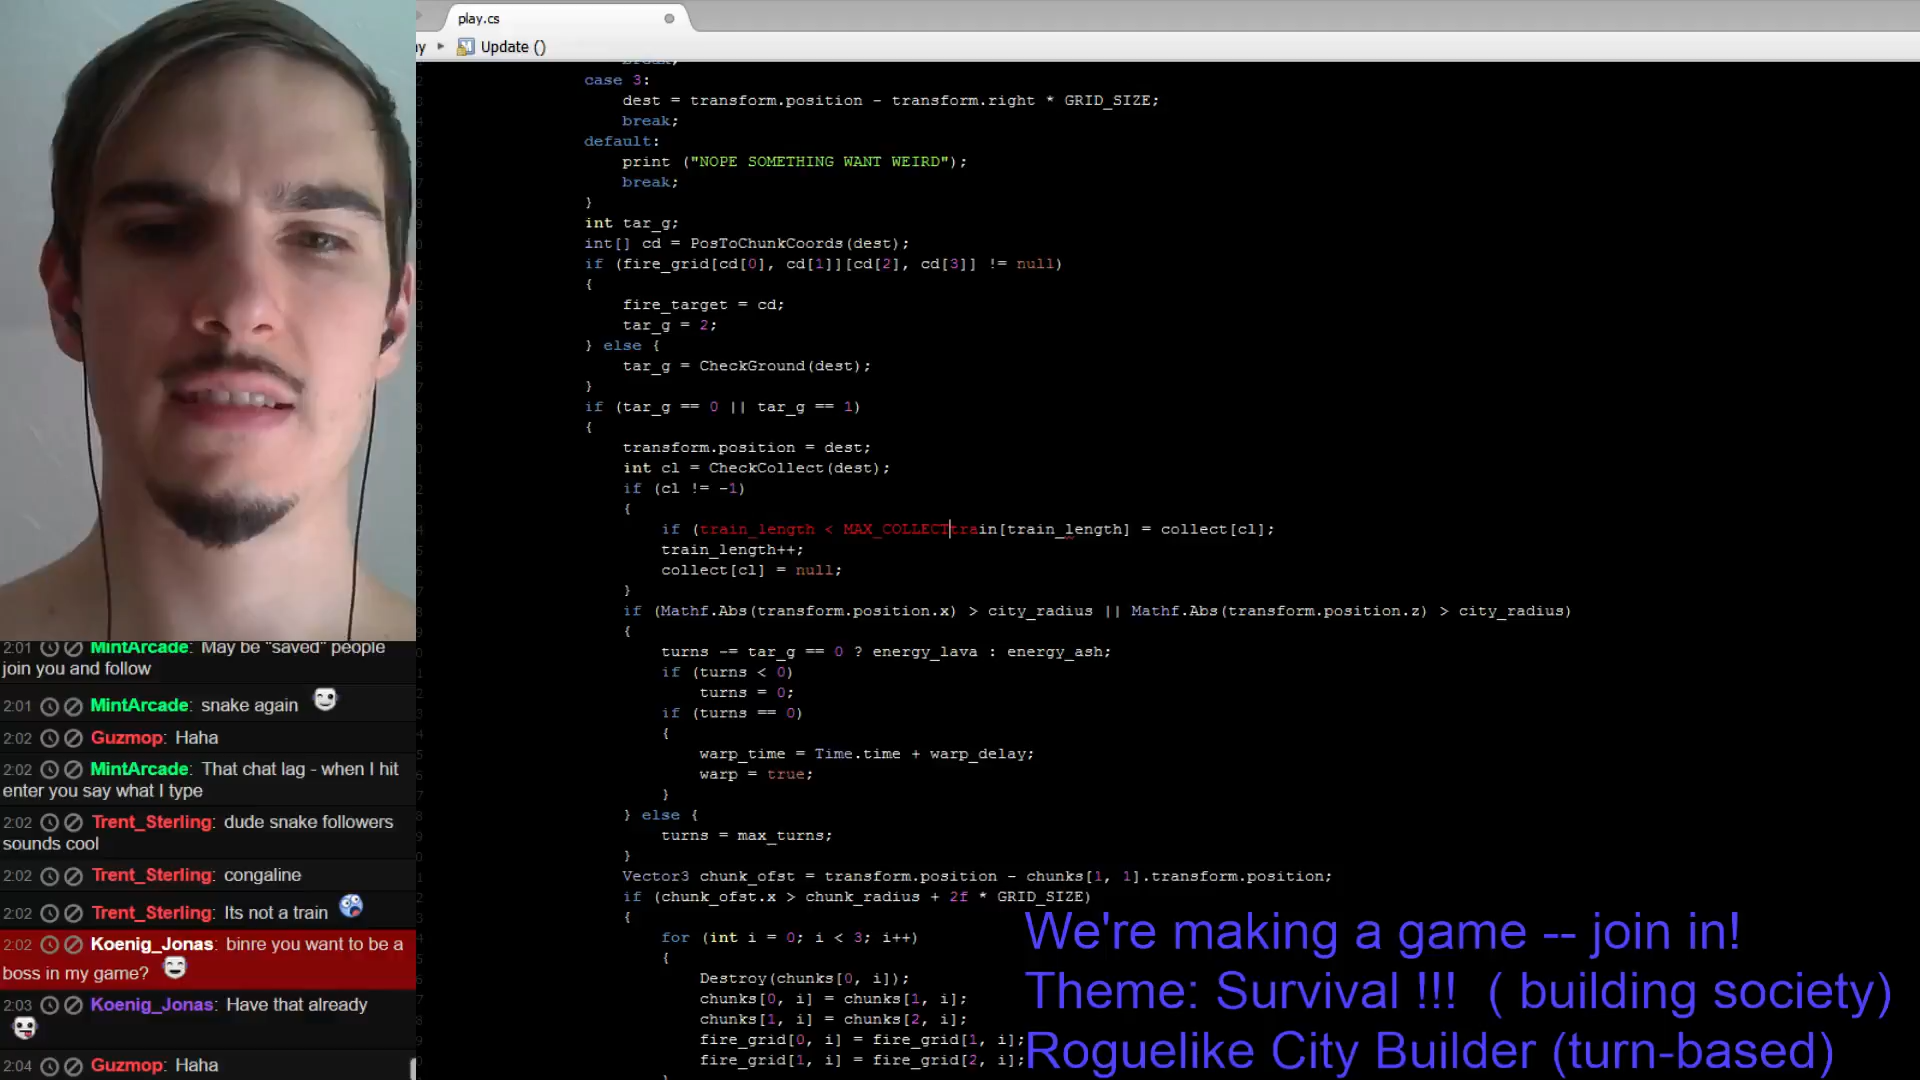 play.cs
Update ()
case 3:
dest = transform.position - transform.right * GRID_SIZE;
break;
default:
print ("NOPE SOMETHING WANT WEIRD");
break;
}
int tar_g;
int[] cd = PosToChunkCoords(dest);
if (fire_grid[cd[0], cd[1]][cd[2], cd[3]] != null)
{
fire_target = cd;
tar_g = 2;
} else {
tar_g = CheckGround(dest);
}
if (tar_g == 0 || tar_g == 1)
{
transform.position = dest;
int cl = CheckCollect(dest);
if (cl != -1)
{
if (train_length < MAX_COLLECTtrain[train_length] = collect[cl];
train_length++;
collect[cl] = null;
}
if (Mathf.Abs(transform.position.x) > city_radius || Mathf.Abs(transform.position.z) > city_radius)
{
turns -= tar_g == 0 ? energy_lava : energy_ash;
if (turns < 0)
turns = 0;
if (turns == 0)
{
warp_time = Time.time + warp_delay;
warp = true;
}
} else {
turns = max_turns;
}
Vector3 chunk_ofst = transform.position - chunks[1, 1].transform.position;
if (chunk_ofst.x > chunk_radius + 2f * GRID_SIZE)
{
for (int i = 0; i < 3; i++)
{
Destroy(chunks[0, i]);
chunks[0, i] = chunks[1, i];
chunks[1, i] = chunks[2, i];
fire_grid[0, i] = fire_grid[1, i];
fire_grid[1, i] = fire_grid[2, i];
2:01 MintArcade: May be "saved" people
join you and follow
2:01 MintArcade: snake again
2:02 Guzmop: Haha
2:02 MintArcade: That chat lag - when I hit
enter you say what I type
2:02 Trent_Sterling: dude snake followers
sounds cool
2:02 Trent_Sterling: congaline
2:02 Trent_Sterling: Its not a train
2:02 Koenig_Jonas: binre you want to be a
boss in my game?
2:03 Koenig_Jonas: Have that already
2:04 Guzmop: Haha
We're making a game -- join in!
Theme: Survival !!! ( building society)
Roguelike City Builder (turn-based)